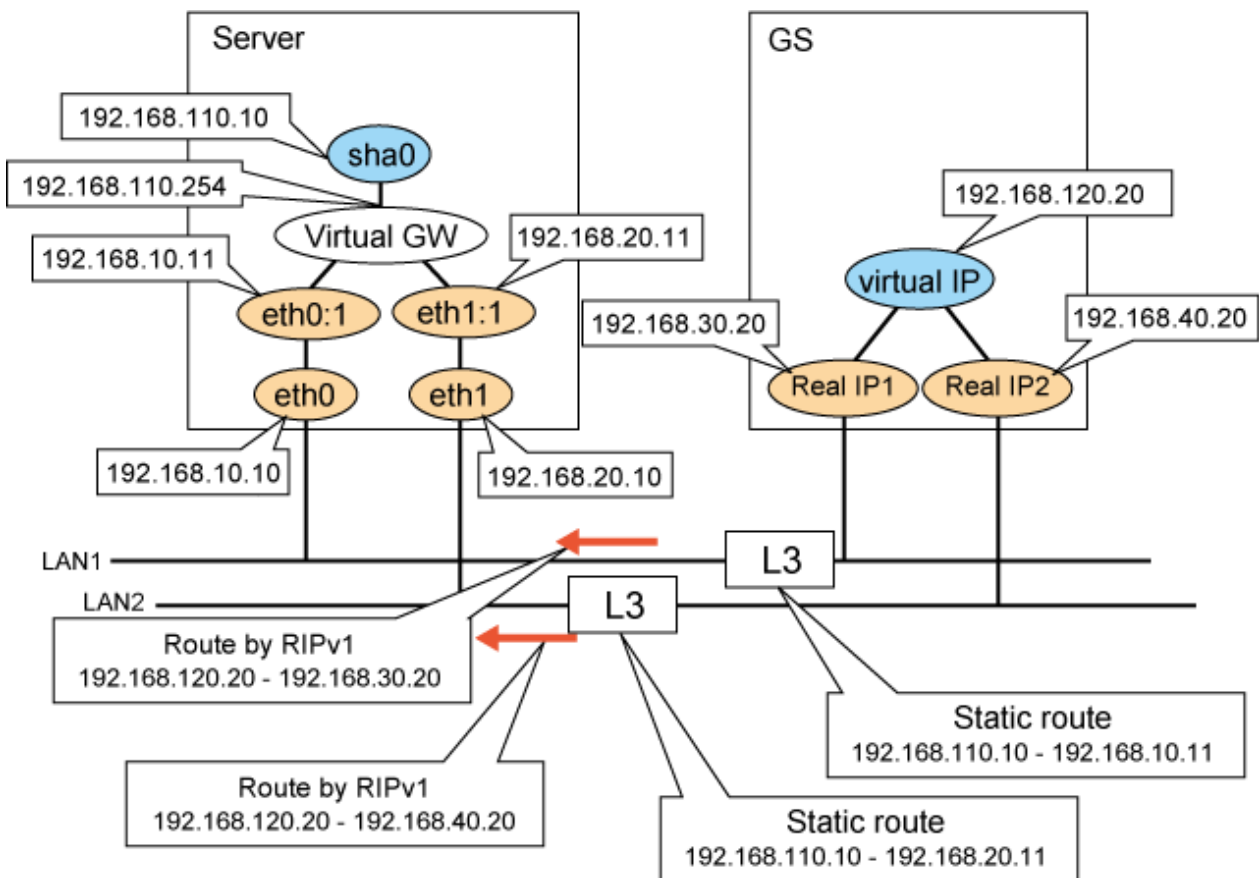 Server
GS
192.168.110.10
sha0
192.168.110.254
192.168.120.20
Virtual GW
192.168.20.11
192.168.10.11
virtual IP
eth0:1
eth1:1
192.168.30.20
192.168.40.20
eth0
eth1
Real IP1
Real IP2
192.168.10.10
192.168.20.10
LAN1
L3
LAN2
L3
Route by RIPv1
192.168.120.20 - 192.168.30.20
Static route
192.168.110.10 - 192.168.10.11
Route by RIPv1
192.168.120.20 - 192.168.40.20
Static route
192.168.110.10 - 192.168.20.11